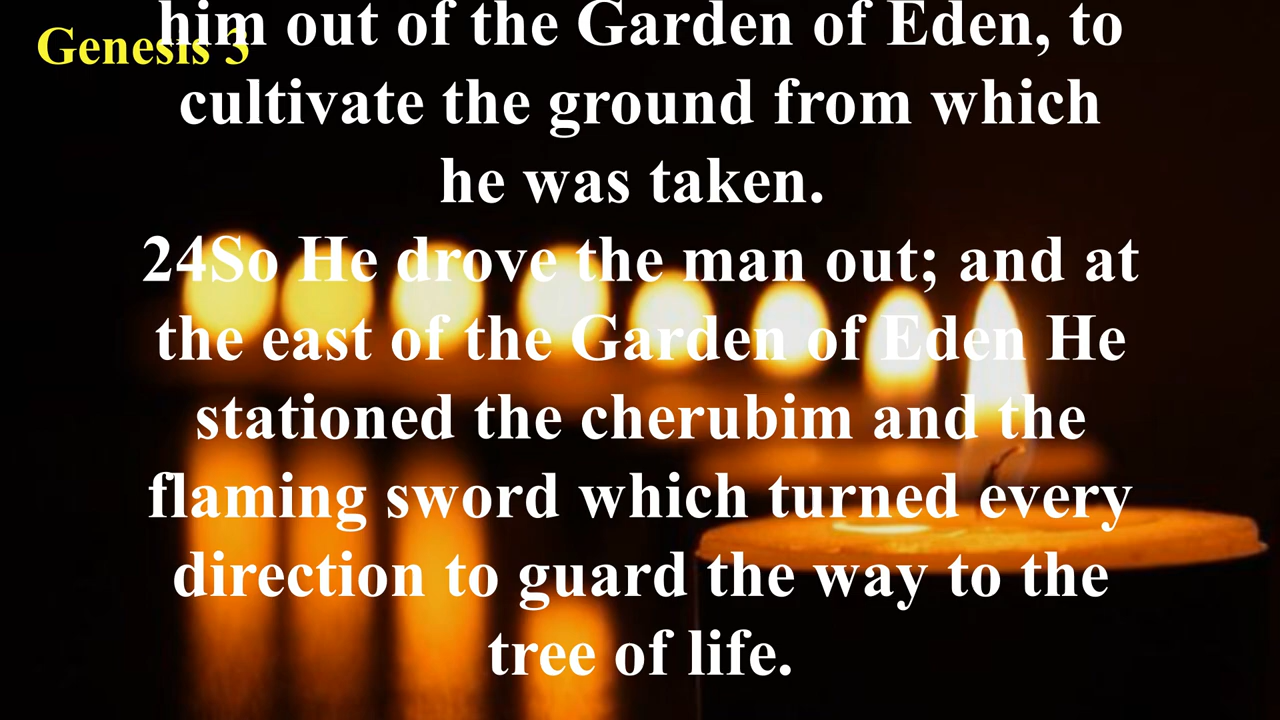 Genesis 3
him out of the Garden of Eden, to
cultivate the ground from which
he was taken.
24So He drove the man out; and at
the east of the Garden of Eden He
stationed the cherubim and the
flaming sword which turned every
direction to guard the way to the
tree of life.